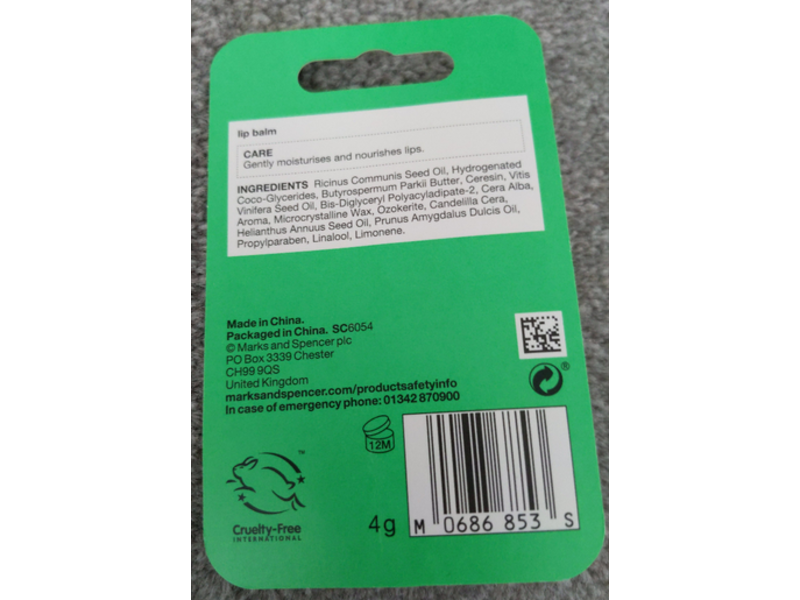 lip balm
CARE
Gently moisturises and nourishes lips.
INGREDIENTS Ricinus Communis Seed Oil, Hydrogenated
Coco-Glycerides, Butyrospermum Parkii Butter, Ceresin, Vitis
Vinifera Seed Oil, Bis-Diglyceryl Polyacyladipate-2, Cera Alba,
Aroma, Microcrystalline Wax, Ozokerite, Candelilla Cera,
Helianthus Annuus Seed Oil, Prunus Amygdalus Dulcis Oil,
Propylparaben, Linalool, Limonene.
Made in China.
Packaged in China. SC6054
© Marks and Spencer plc
PO Box 3339 Chester
CH99 9QS
United Kingdom
marksandspencer.com/productsafetyinfo
In case of emergency phone: 01342 870900
®
12M
™
Cruelty-Free
INTERNATIONAL
4g
M 0686 853 S